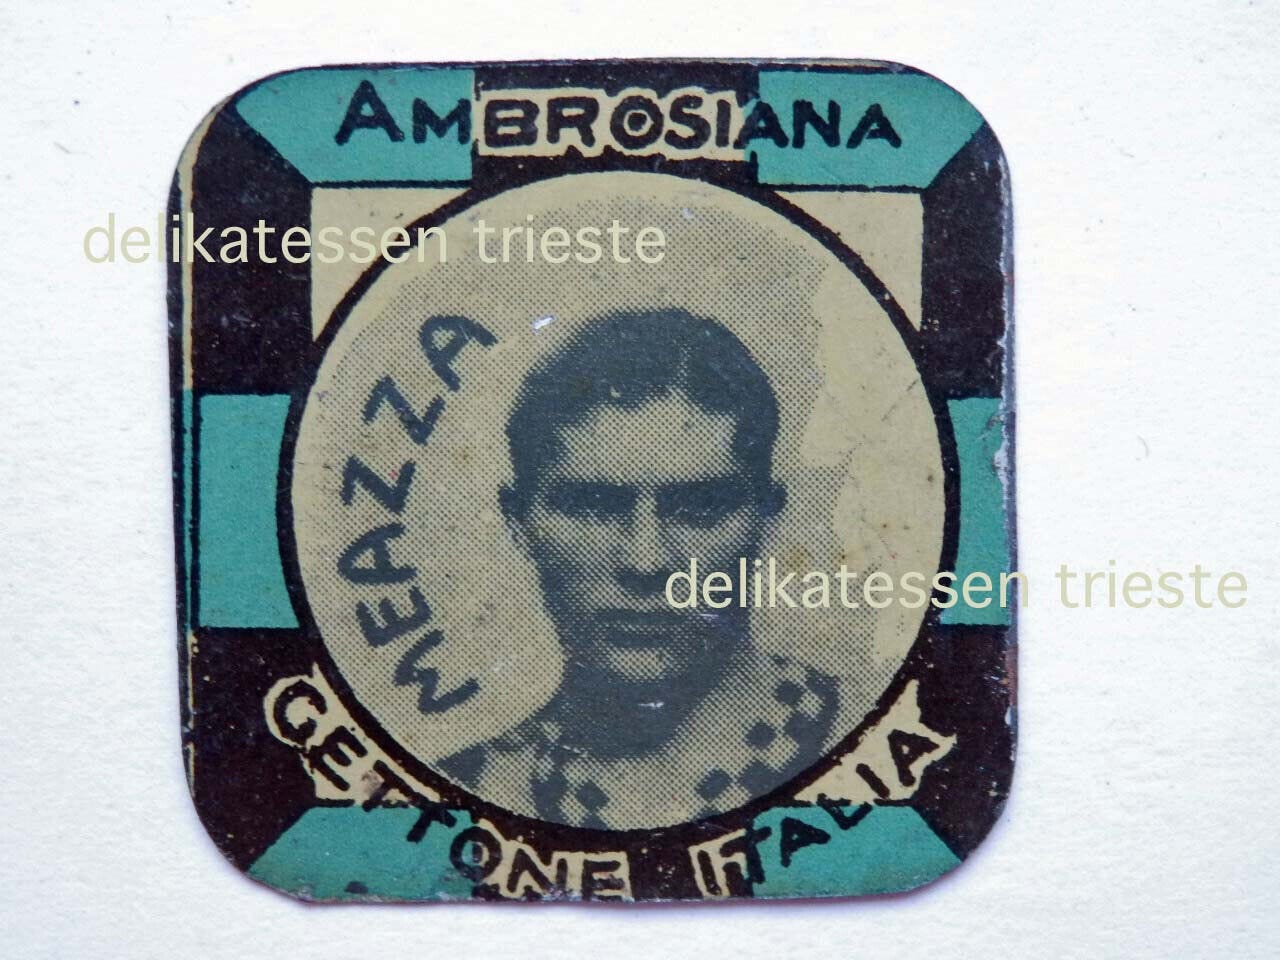 AMBROSIANA
delikatessen trieste
MEAZZA
delikatessen trieste
GETTONE ITALIA